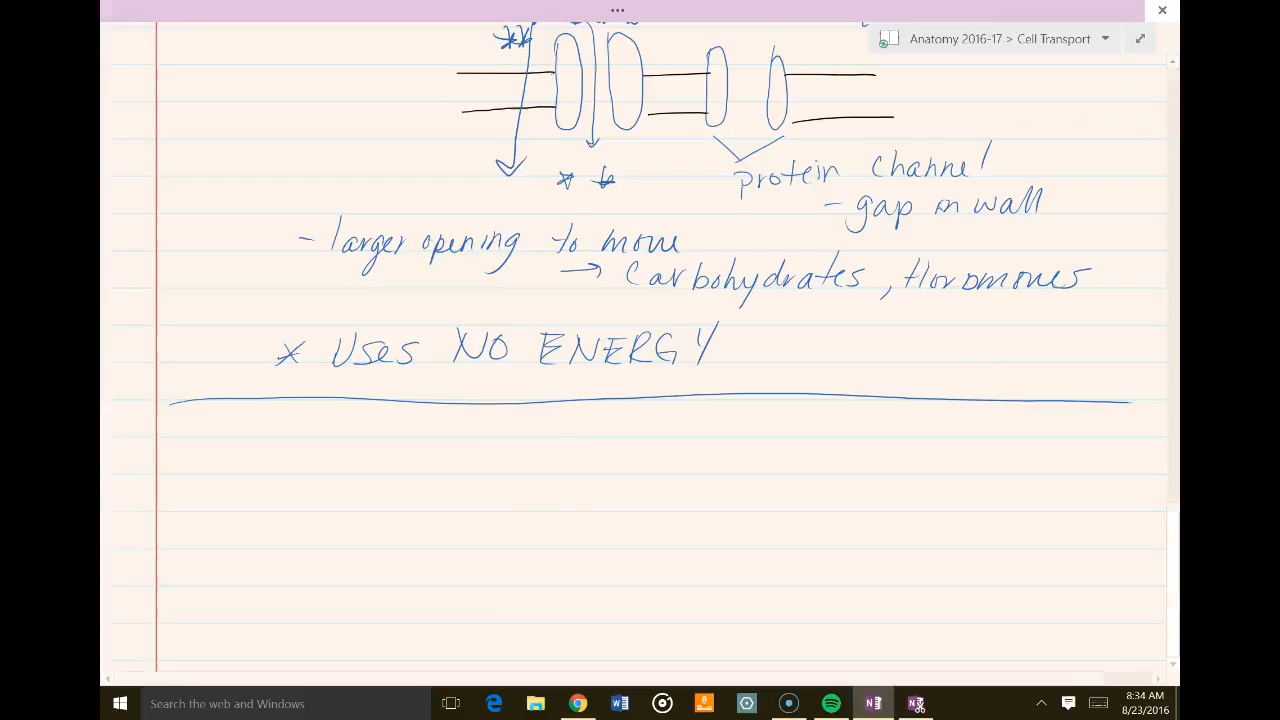 Anatomy 2016-17 > Cell Transport
**
* *
protein channel
- gap in wall
- larger opening to move
→ Carbohydrates, Hormones
* Uses NO ENERGY
Search the web and Windows
8:34 AM
8/23/2016